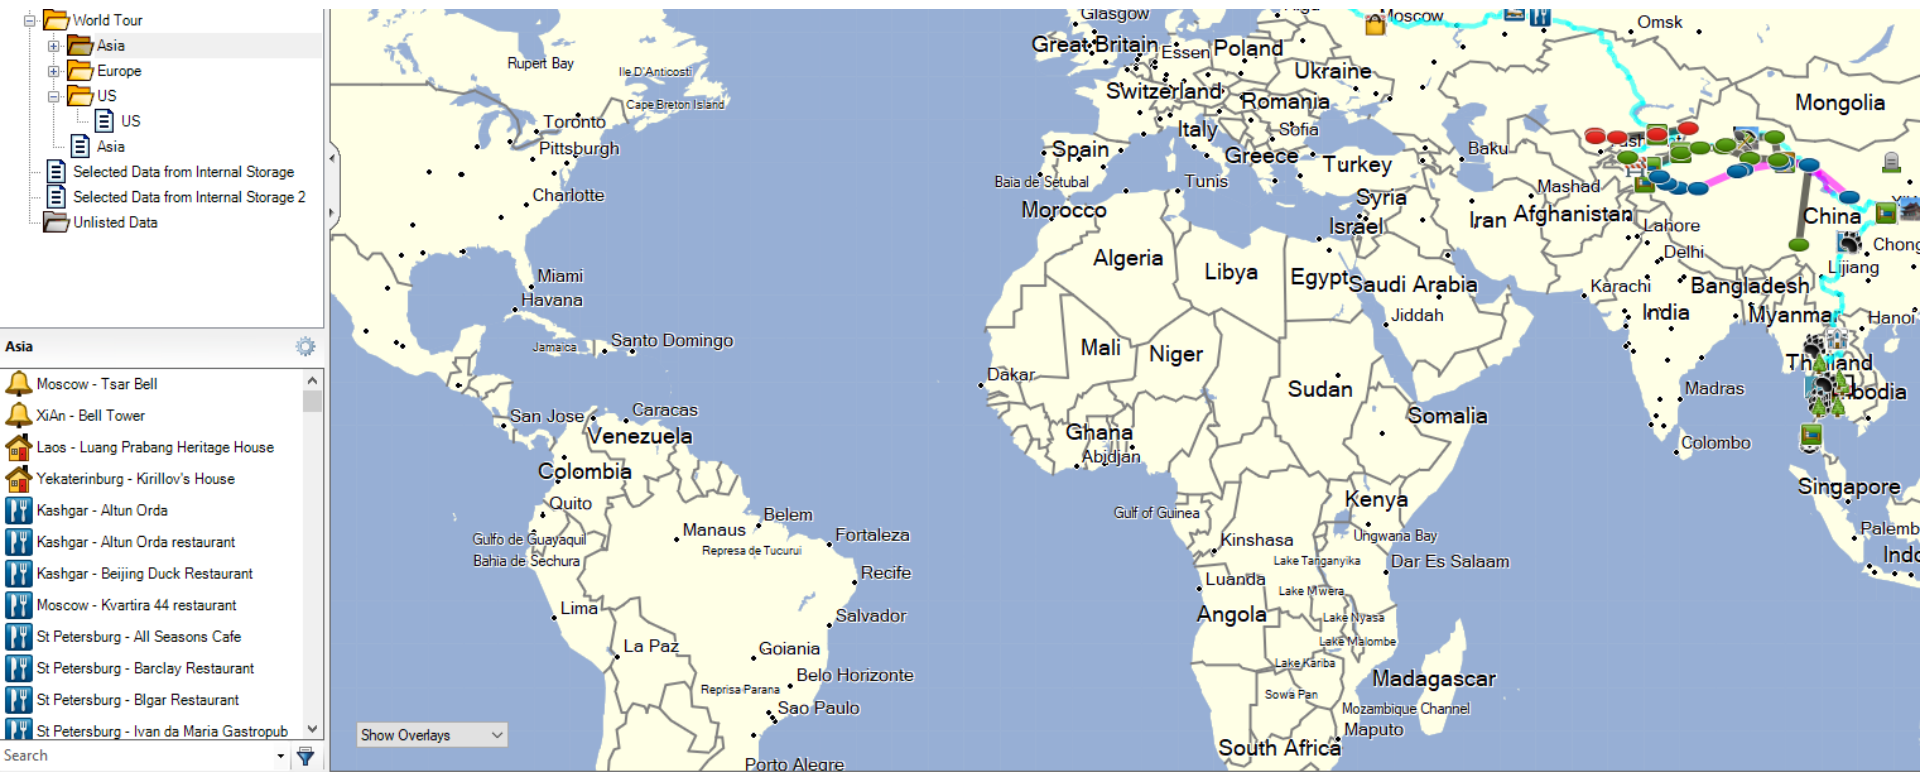 World Tour
Asia
Europe
US
US
Asia
Selected Data from Internal Storage
Selected Data from Internal Storage 2
Unlisted Data
Asia
Moscow - Tsar Bell
XiAn - Bell Tower
Laos - Luang Prabang Heritage House
Yekaterinburg - Kirillov's House
Kashgar - Altun Orda
Kashgar - Altun Orda restaurant
Kashgar - Beijing Duck Restaurant
Moscow - Kvartira 44 restaurant
St Petersburg - All Seasons Cafe
St Petersburg - Barclay Restaurant
St Petersburg - Blgar Restaurant
St Petersburg - Ivan da Maria Gastropub
Search
Glasgow
Moscow
Omsk
Great Britain
Essen
Poland
Rupert Bay
Ile D'Anticosti
Ukraine
Switzerland
Cape Breton Island
Romania
Mongolia
Toronto
Italy
Sofia
Pittsburgh
Spain
Greece
Turkey
Baku
Baia de Setubal
Tunis
Mashad
Charlotte
Syria
Morocco
Iran
Afghanistan
China
Israel
Lahore
Chong
Algeria
Delhi
Libya
Lijiang
Miami
Egypt
Saudi Arabia
Karachi
Bangladesh
Havana
India
Myanmar
Hanoi
Jiddah
Jamaica
Santo Domingo
Mali
Niger
Thailand
Dakar
Sudan
Madras
bodia
San Jose
Caracas
Somalia
Venezuela
Ghana
Colombo
Abidjan
Colombia
Singapore
Quito
Kenya
Belem
Gulf of Guinea
Manaus
Fortaleza
Palemb
Gulfo de Guayaquil
Kinshasa
Ungwana Bay
Represa de Tucurui
Indo
Bahia de Sechura
Lake Tanganyika
Dar Es Salaam
Recife
Luanda
Lake Mwera
Lima
Salvador
Angola
Lake Nyasa
La Paz
Goiania
Lake Malombe
Lake Kariba
Belo Horizonte
Madagascar
Reprisa Parana
Sowa Pan
Sao Paulo
Mozambique Channel
Show Overlays
Maputo
South Africa
Porto Alegre